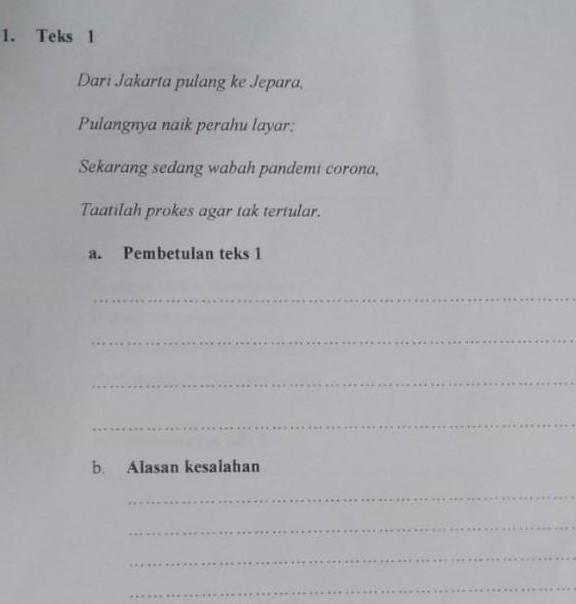 1. Teks 1
Dari Jakarta pulang ke Jepara,
Pulangnya naik perahu layar;
Sekarang sedang wabah pandemi corona,
Taatilah prokes agar tak tertular.
a. Pembetulan teks 1
b. Alasan kesalahan